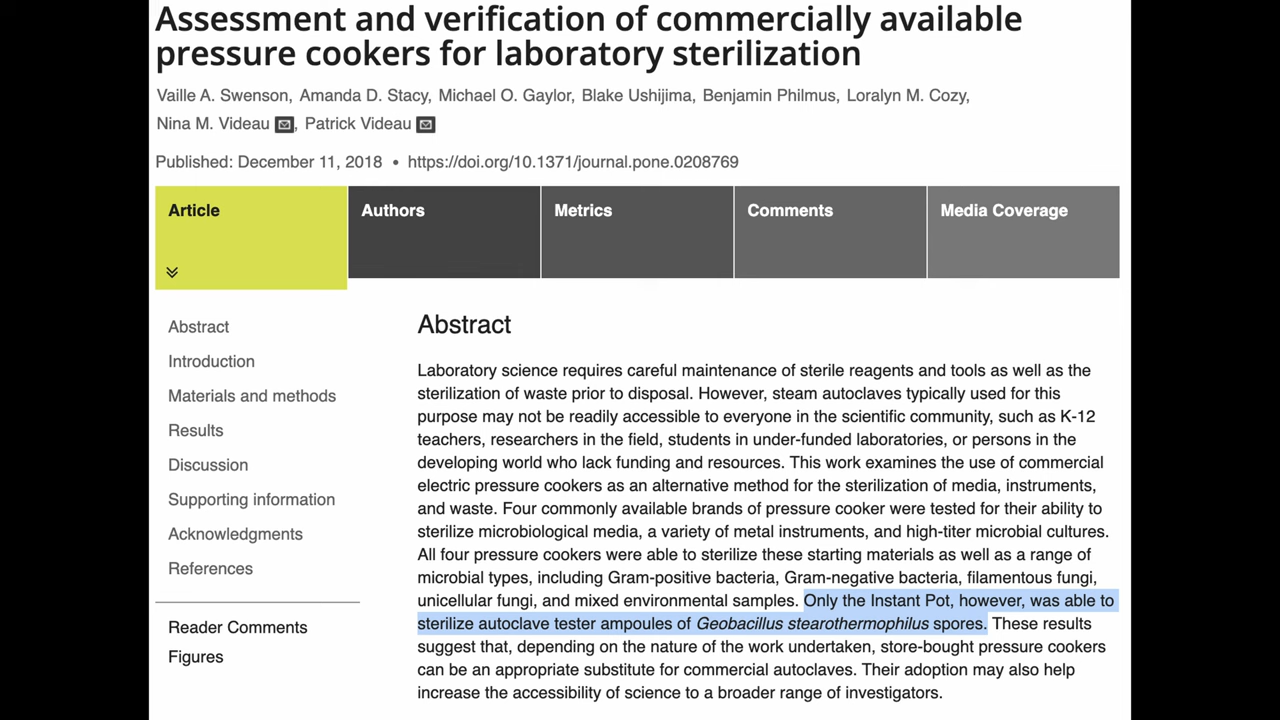 Assessment and verification of commercially available
pressure cookers for laboratory sterilization
Vaille A. Swenson, Amanda D. Stacy, Michael O. Gaylor, Blake Ushijima, Benjamin Philmus, Loralyn M. Cozy,
Nina M. Videau, Patrick Videau
Published: December 11, 2018 • https://doi.org/10.1371/journal.pone.0208769
Article
Authors
Metrics
Comments
Media Coverage
Abstract
Introduction
Materials and methods
Results
Discussion
Supporting information
Acknowledgments
References
Reader Comments
Figures
Abstract
Laboratory science requires careful maintenance of sterile reagents and tools as well as the
sterilization of waste prior to disposal. However, steam autoclaves typically used for this
purpose may not be readily accessible to everyone in the scientific community, such as K-12
teachers, researchers in the field, students in under-funded laboratories, or persons in the
developing world who lack funding and resources. This work examines the use of commercial
electric pressure cookers as an alternative method for the sterilization of media, instruments,
and waste. Four commonly available brands of pressure cooker were tested for their ability to
sterilize microbiological media, a variety of metal instruments, and high-titer microbial cultures.
All four pressure cookers were able to sterilize these starting materials as well as a range of
microbial types, including Gram-positive bacteria, Gram-negative bacteria, filamentous fungi,
unicellular fungi, and mixed environmental samples. Only the Instant Pot, however, was able to
sterilize autoclave tester ampoules of Geobacillus stearothermophilus spores. These results
suggest that, depending on the nature of the work undertaken, store-bought pressure cookers
can be an appropriate substitute for commercial autoclaves. Their adoption may also help
increase the accessibility of science to a broader range of investigators.